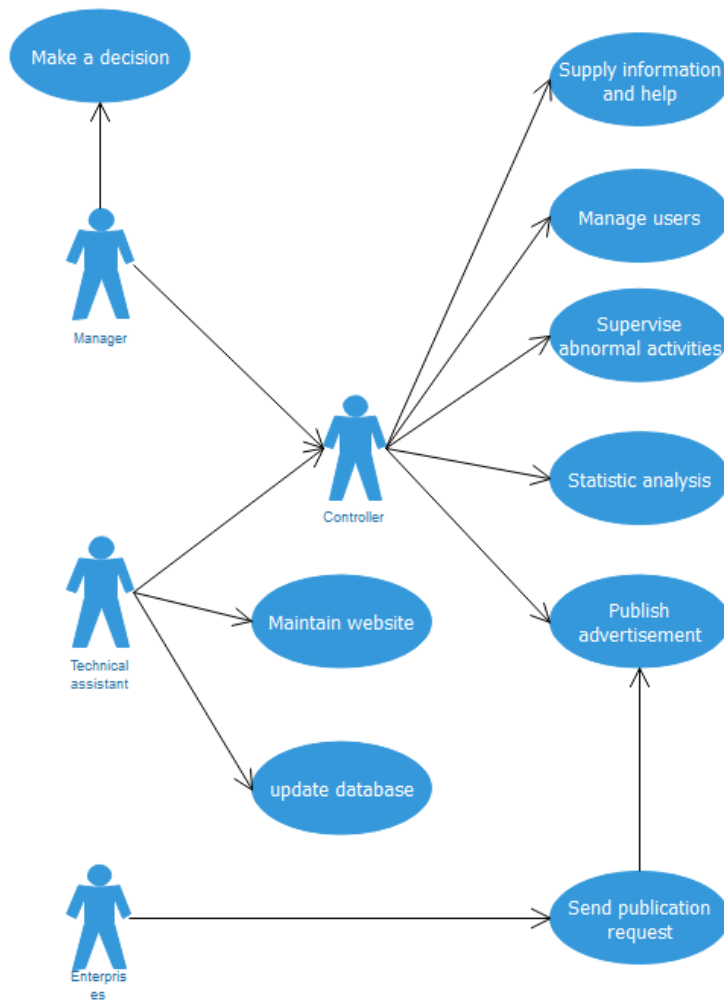 Make a decision
Supply information
and help
Manage users
Manager
Supervise
abnormal activities
Statistic analysis
Controller
Technical
assistant
Maintain website
Publish
advertisement
update database
Send publication
request
Enterpris
es